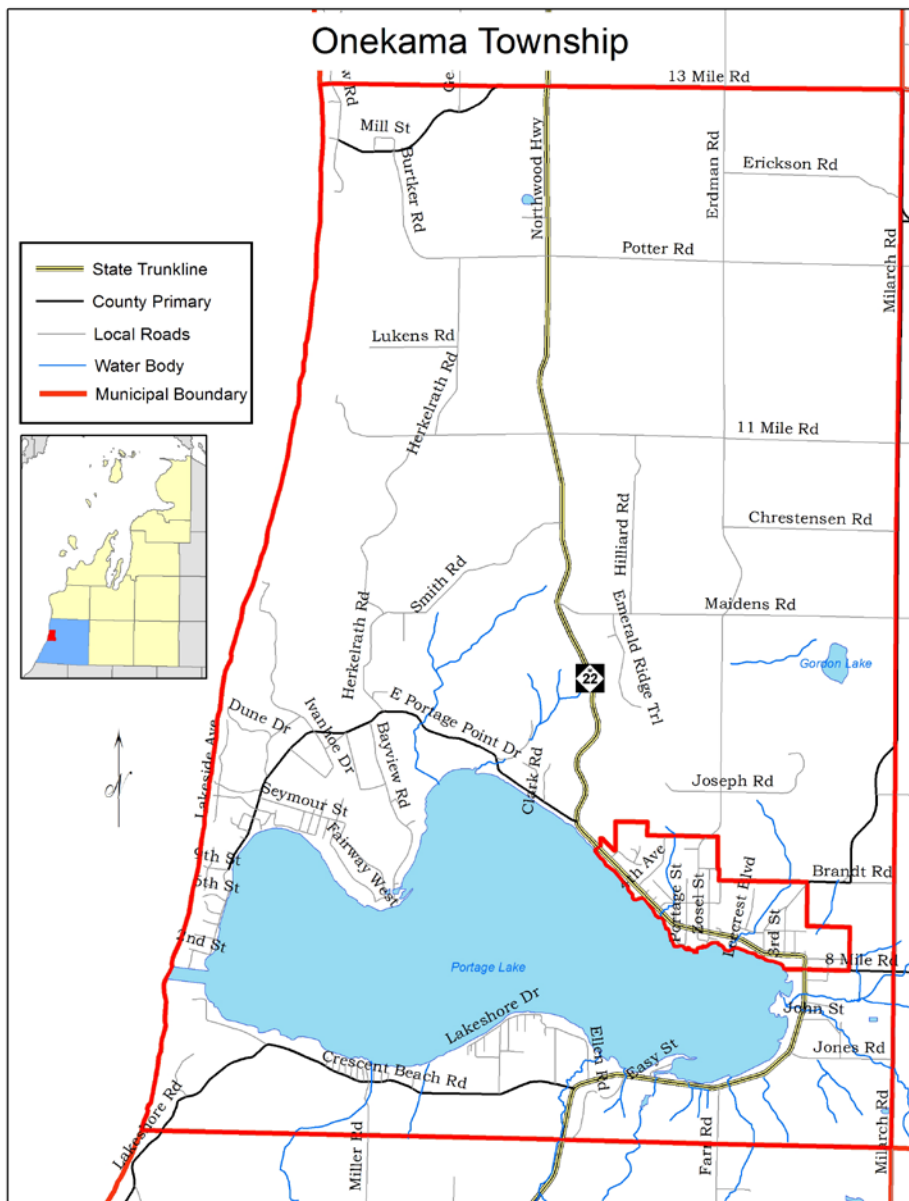 Onekama Township
13 Mile Rd
Mill St
Burtker Rd
Northwood Hwy
Erdman Rd
Erickson Rd
Potter Rd
Milarch Rd
State Trunkline
County Primary
Local Roads
Water Body
Municipal Boundary
Lukens Rd
Herkelrath Rd
11 Mile Rd
Hilliard Rd
Chrestensen Rd
Smith Rd
Maidens Rd
Emerald Ridge Trl
Herkelrath Rd
Gordon Lake
22
E Portage Point Dr
Dune Dr
Ivanhoe Dr
Bayview Rd
Lakeside Ave
Clark Rd
Joseph Rd
Seymour St
Fairway West
9th St
5th St
2nd St
Portage St
Zosel St
3rd St
Brandt Rd
8 Mile Rd
Portage Lake
Lakeshore Dr
John St
Jones Rd
Ellen Rd
Easy St
Crescent Beach Rd
Lakeshore Rd
Miller Rd
Farr Rd
Milarch Rd